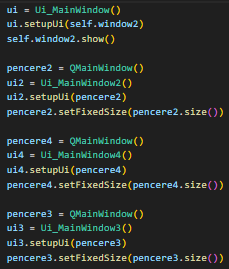 ui = Ui_MainWindow()
ui.setupUi(self.window2)
self.window2.show()
pencere2 = QMainWindow()
ui2 = Ui_MainWindow2()
ui2.setupUi(pencere2)
pencere2.setFixedSize(pencere2.size())
pencere4 = QMainWindow()
ui4 = Ui_MainWindow4()
ui4.setupUi(pencere4)
pencere4.setFixedSize(pencere4.size())
pencere3 = QMainWindow()
ui3 = Ui_MainWindow3()
ui3.setupUi(pencere3)
pencere3.setFixedSize(pencere3.size())